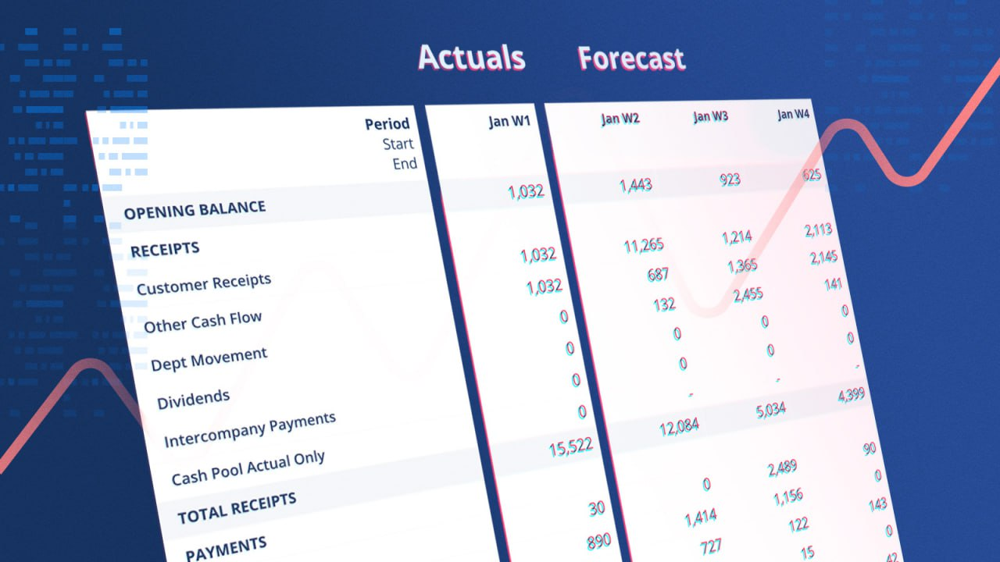 Actuals Forecast
Period Jan W1 Jan W2 Jan W3 Jan W4
Start
End
OPENING BALANCE 1,032 1,443 923 625
RECEIPTS
Customer Receipts 1,032 11,265 1,214 2,113
Other Cash Flow 1,032 687 1,365 2,145
Dept Movement 0 132 2,455 141
Dividends 0 0 0 0
Intercompany Payments 0 0 0 0
Cash Pool Actual Only 0 - - -
TOTAL RECEIPTS 15,522 12,084 5,034 4,399
PAYMENTS
30 0 2,489 90
890 1,414 1,156 0
727 122 143
15 0
42